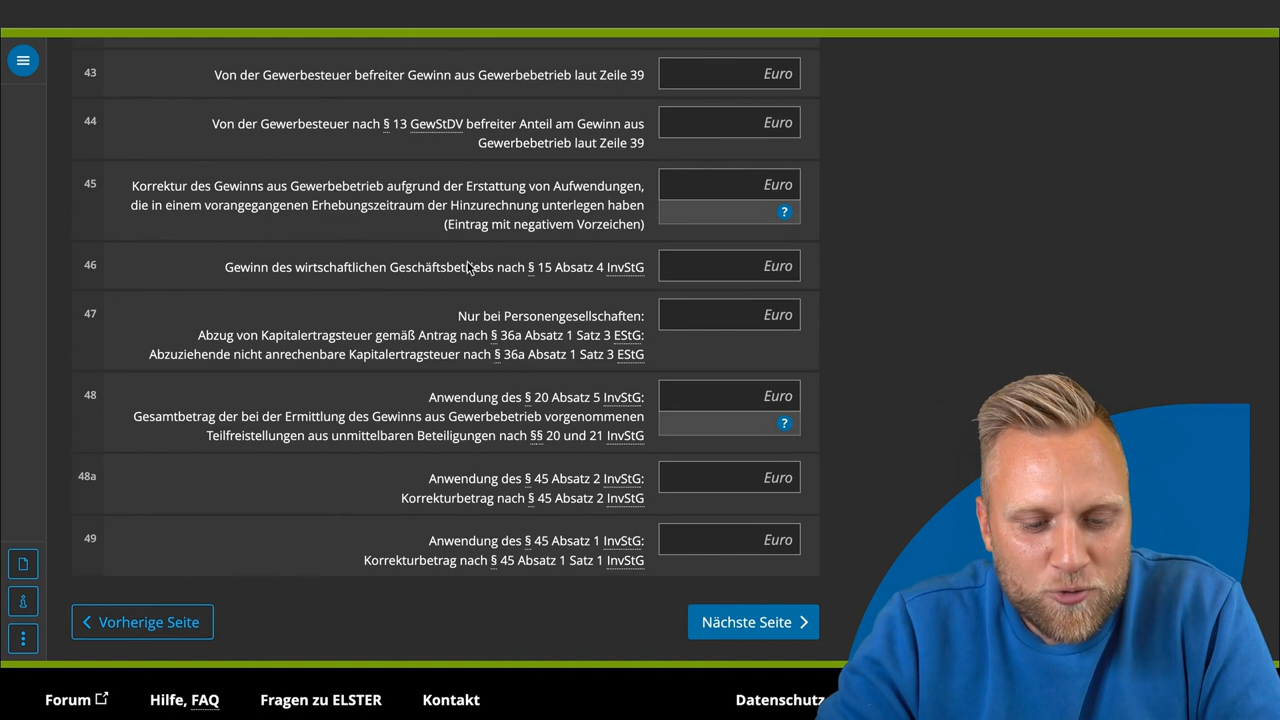 43
Von der Gewerbesteuer befreiter Gewinn aus Gewerbebetrieb laut Zeile 39
Euro
44
Von der Gewerbesteuer nach § 13 GewStDV befreiter Anteil am Gewinn aus
Gewerbebetrieb laut Zeile 39
Euro
45
Korrektur des Gewinns aus Gewerbebetrieb aufgrund der Erstattung von Aufwendungen,
die in einem vorangegangenen Erhebungszeitraum der Hinzurechnung unterlegen haben
(Eintrag mit negativem Vorzeichen)
Euro
?
46
Gewinn des wirtschaftlichen Geschäftsbetriebs nach § 15 Absatz 4 InvStG
Euro
47
Nur bei Personengesellschaften:
Abzug von Kapitalertragsteuer gemäß Antrag nach § 36a Absatz 1 Satz 3 EStG:
Abzuziehende nicht anrechenbare Kapitalertragsteuer nach § 36a Absatz 1 Satz 3 EStG
Euro
48
Anwendung des § 20 Absatz 5 InvStG:
Gesamtbetrag der bei der Ermittlung des Gewinns aus Gewerbebetrieb vorgenommenen
Teilfreistellungen aus unmittelbaren Beteiligungen nach §§ 20 und 21 InvStG
Euro
?
48a
Anwendung des § 45 Absatz 2 InvStG:
Korrekturbetrag nach § 45 Absatz 2 InvStG
Euro
49
Anwendung des § 45 Absatz 1 InvStG:
Korrekturbetrag nach § 45 Absatz 1 Satz 1 InvStG
Euro
Vorherige Seite
Nächste Seite
Forum
Hilfe, FAQ
Fragen zu ELSTER
Kontakt
Datenschutz